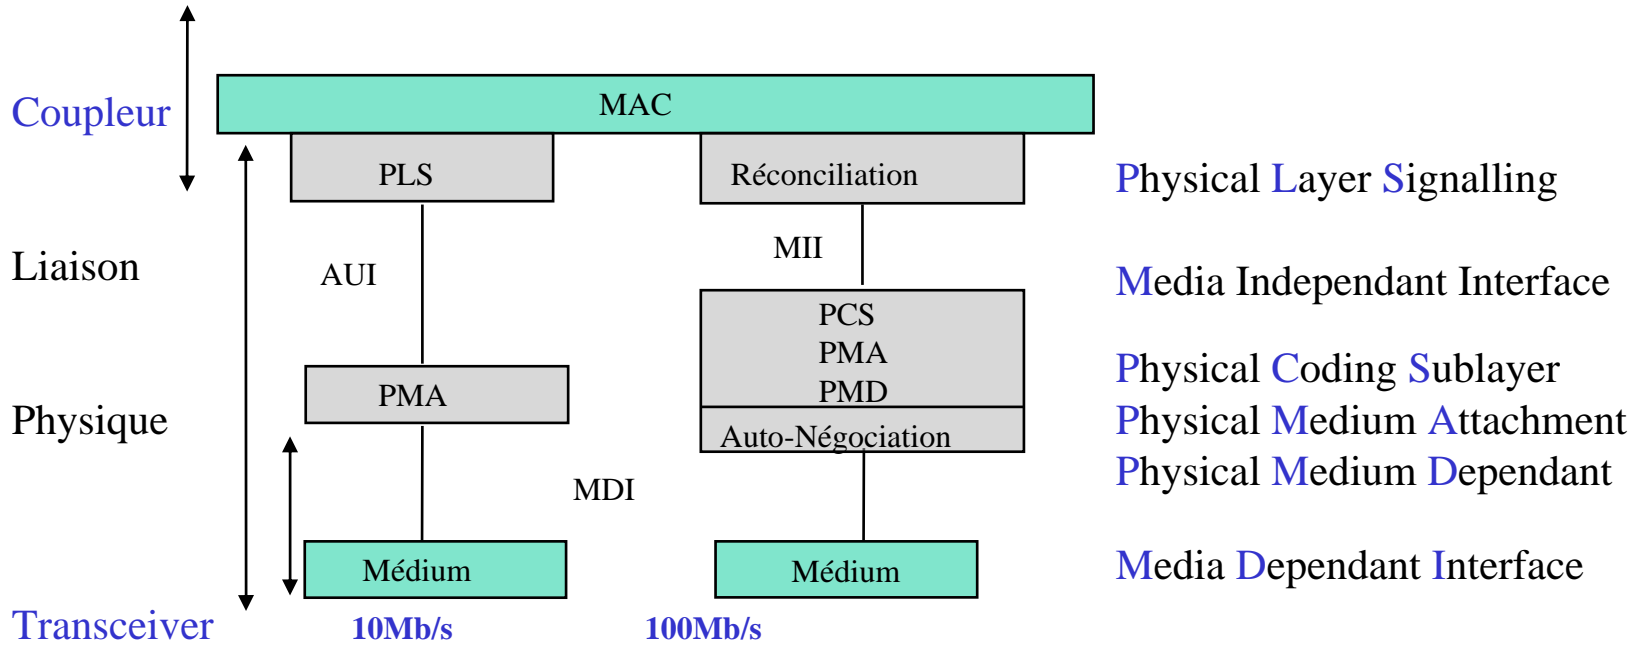 MAC
Coupleur
PLS
Réconciliation
Physical Layer Signalling
MII
Liaison
AUI
Media Independant Interface
PCS
PMA
PMD
Physical Coding Sublayer
PMA
Physique
Auto-Négociation
Physical Medium Attachment
Physical Medium Dependant
MDI
Médium
Médium
Media Dependant Interface
Transceiver
10Mb/s
100Mb/s